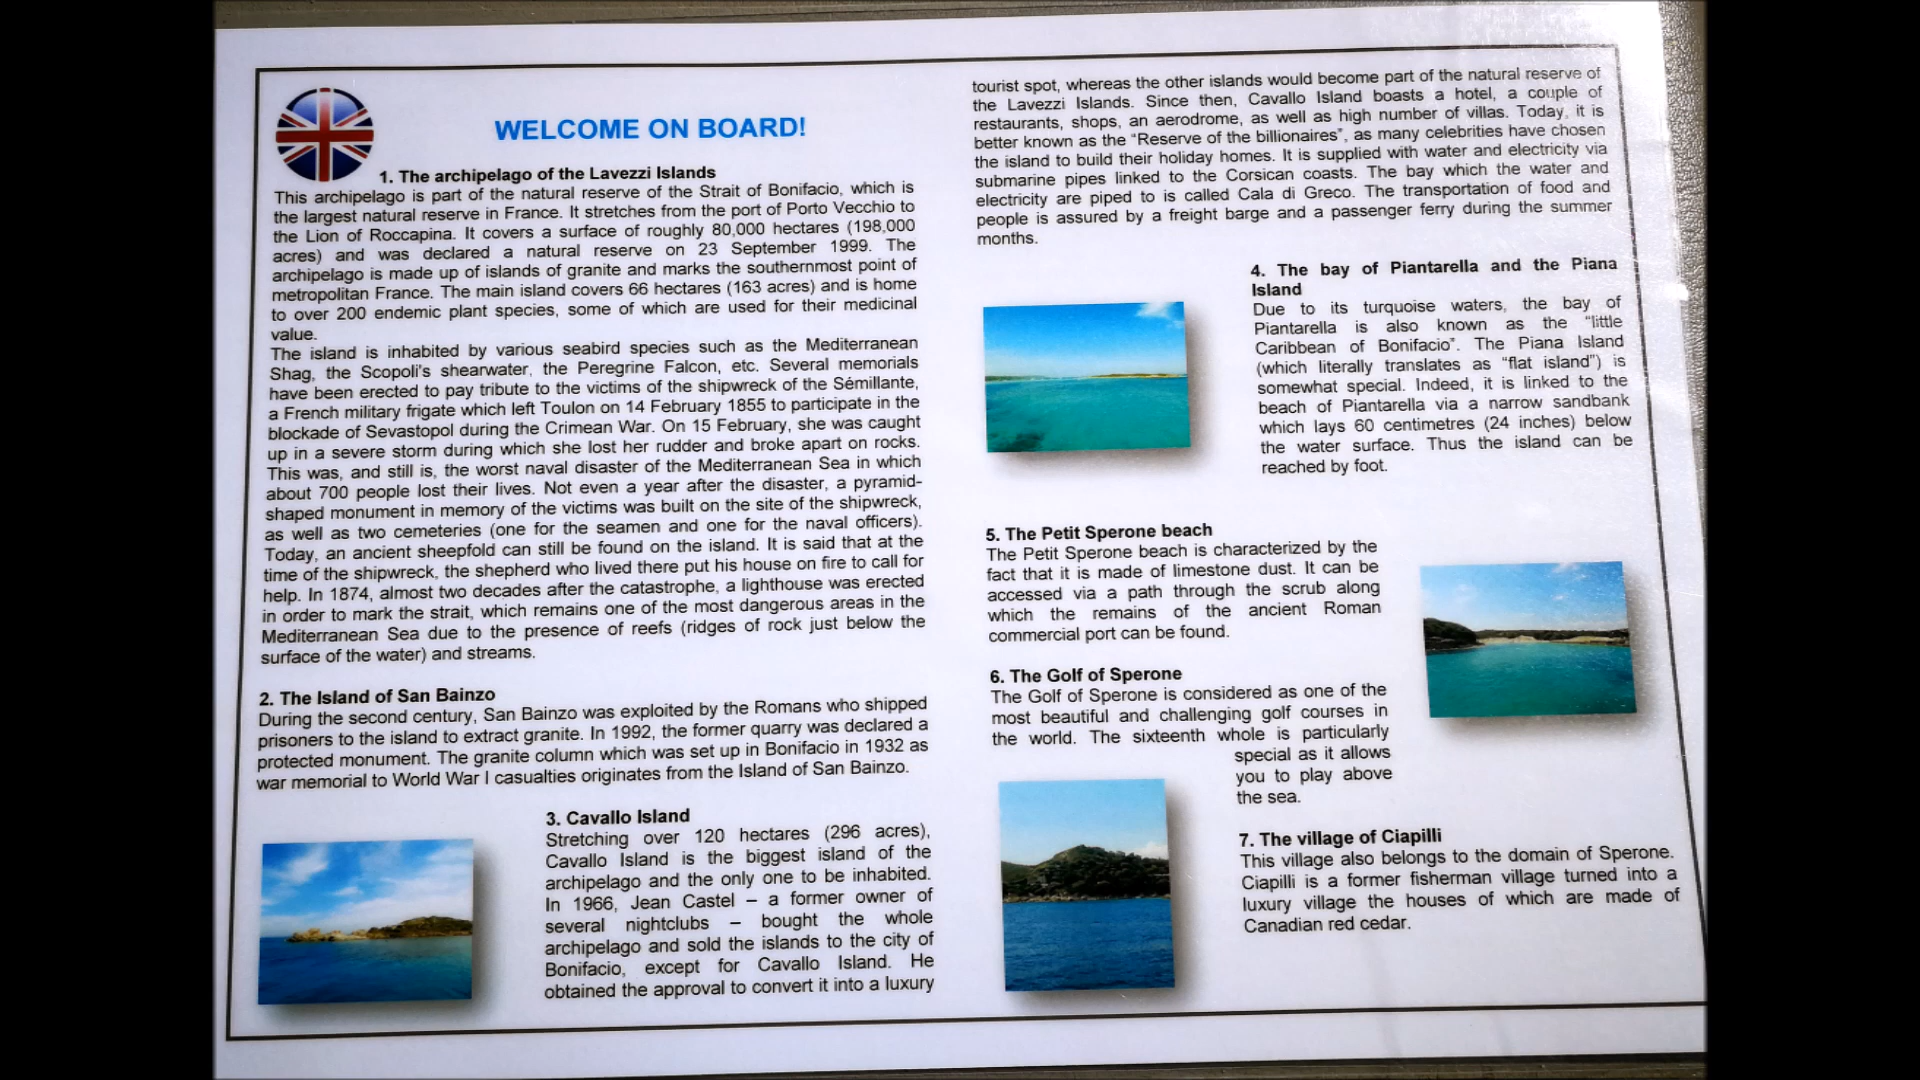 WELCOME ON BOARD!
1. The archipelago of the Lavezzi Islands
This archipelago is part of the natural reserve of the Strait of Bonifacio, which is
the largest natural reserve in France. It stretches from the port of Porto Vecchio to
the Lion of Roccapina. It covers a surface of roughly 80,000 hectares (198,000
acres) and was declared a natural reserve on 23 September 1999. The
archipelago is made up of islands of granite and marks the southernmost point of
metropolitan France. The main island covers 66 hectares (163 acres) and is home
to over 200 endemic plant species, some of which are used for their medicinal
value.
The island is inhabited by various seabird species such as the Mediterranean
Shag, the Scopoli's shearwater, the Peregrine Falcon, etc. Several memorials
have been erected to pay tribute to the victims of the shipwreck of the Sémillante,
a French military frigate which left Toulon on 14 February 1855 to participate in the
blockade of Sevastopol during the Crimean War. On 15 February, she was caught
up in a severe storm during which she lost her rudder and broke apart on rocks.
This was, and still is, the worst naval disaster of the Mediterranean Sea in which
about 700 people lost their lives. Not even a year after the disaster, a pyramid-
shaped monument in memory of the victims was built on the site of the shipwreck,
as well as two cemeteries (one for the seamen and one for the naval officers).
Today, an ancient sheepfold can still be found on the island. It is said that at the
time of the shipwreck, the shepherd who lived there put his house on fire to call for
help. In 1874, almost two decades after the catastrophe, a lighthouse was erected
in order to mark the strait, which remains one of the most dangerous areas in the
Mediterranean Sea due to the presence of reefs (ridges of rock just below the
surface of the water) and streams.
2. The Island of San Bainzo
During the second century, San Bainzo was exploited by the Romans who shipped
prisoners to the island to extract granite. In 1992, the former quarry was declared a
protected monument. The granite column which was set up in Bonifacio in 1932 as
war memorial to World War I casualties originates from the Island of San Bainzo.
3. Cavallo Island
Stretching over 120 hectares (296 acres),
Cavallo Island is the biggest island of the
archipelago and the only one to be inhabited.
In 1966, Jean Castel – a former owner of
several nightclubs – bought the whole
archipelago and sold the islands to the city of
Bonifacio, except for Cavallo Island. He
obtained the approval to convert it into a luxury
tourist spot, whereas the other islands would become part of the natural reserve of
the Lavezzi Islands. Since then, Cavallo Island boasts a hotel, a couple of
restaurants, shops, an aerodrome, as well as high number of villas. Today, it is
better known as the "Reserve of the billionaires", as many celebrities have chosen
the island to build their holiday homes. It is supplied with water and electricity via
submarine pipes linked to the Corsican coasts. The bay which the water and
electricity are piped to is called Cala di Greco. The transportation of food and
people is assured by a freight barge and a passenger ferry during the summer
months.
4. The bay of Piantarella and the Piana
Island
Due to its turquoise waters, the bay of
Piantarella is also known as the "little
Caribbean of Bonifacio". The Piana Island
(which literally translates as "flat island") is
somewhat special. Indeed, it is linked to the
beach of Piantarella via a narrow sandbank
which lays 60 centimetres (24 inches) below
the water surface. Thus the island can be
reached by foot.
5. The Petit Sperone beach
The Petit Sperone beach is characterized by the
fact that it is made of limestone dust. It can be
accessed via a path through the scrub along
which the remains of the ancient Roman
commercial port can be found.
6. The Golf of Sperone
The Golf of Sperone is considered as one of the
most beautiful and challenging golf courses in
the world. The sixteenth whole is particularly
special as it allows
you to play above
the sea.
7. The village of Ciapilli
This village also belongs to the domain of Sperone.
Ciapilli is a former fisherman village turned into a
luxury village the houses of which are made of
Canadian red cedar.